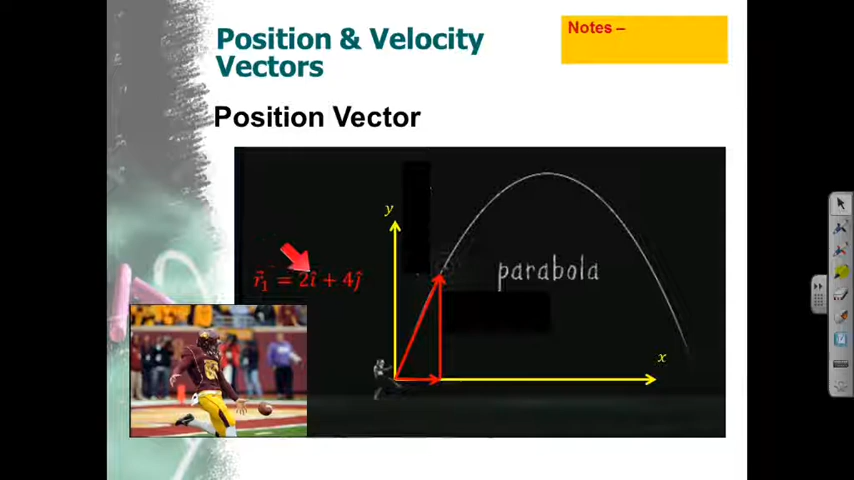 Position & Velocity
Vectors
Notes –
Position Vector
y
r⃗₁ = 2î + 4ĵ
parabola
x